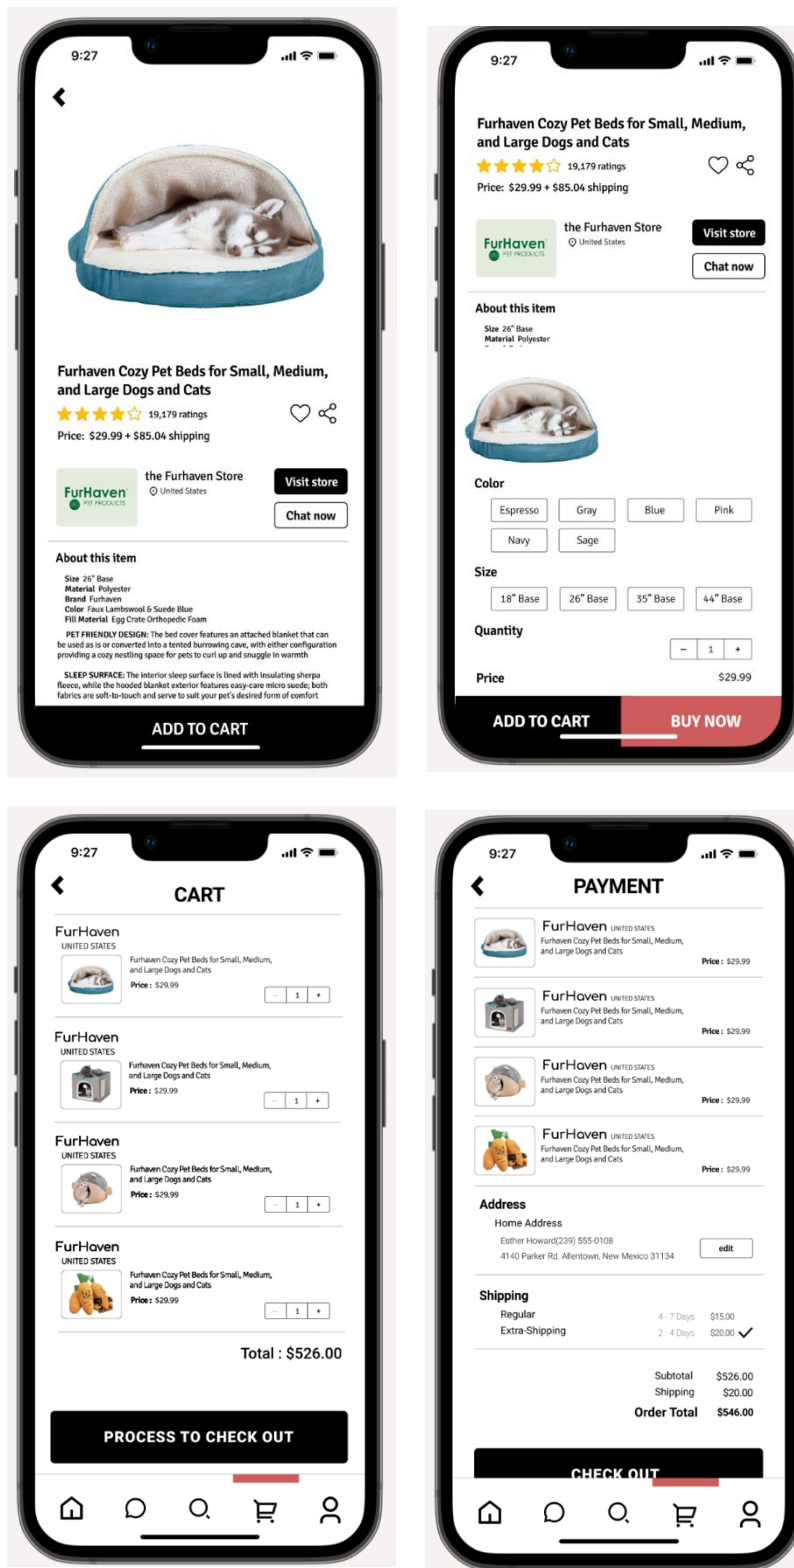 9:27
Furhaven Cozy Pet Beds for Small, Medium,
and Large Dogs and Cats
19,179 ratings
Price: $29.99 + $85.04 shipping
FurHaven
PET PRODUCTS
the Furhaven Store
United States
Visit store
Chat now
About this item
Size 26" Base
Material Polyester
Brand Furhaven
Color Faux Lambswool & Suede Blue
Fill Material Egg Crate Orthopedic Foam
PET FRIENDLY DESIGN: The bed cover features an attached blanket that can
be used as is or converted into a tented burrowing cave, with either configuration
providing a cozy nestling space for pets to curl up and snuggle in warmth
SLEEP SURFACE: The interior sleep surface is lined with insulating sherpa
fleece, while the hooded blanket exterior features easy-care micro suede; both
fabrics are soft-to-touch and serve to suit your pet's desired form of comfort
ADD TO CART
9:27
Furhaven Cozy Pet Beds for Small, Medium,
and Large Dogs and Cats
19,179 ratings
Price: $29.99 + $85.04 shipping
FurHaven
PET PRODUCTS
the Furhaven Store
United States
Visit store
Chat now
About this item
Size 26" Base
Material Polyester
Color
Espresso Gray Blue Pink
Navy Sage
Size
18" Base 26" Base 35" Base 44" Base
Quantity
- 1 +
Price $29.99
ADD TO CART BUY NOW
9:27
CART
FurHaven
UNITED STATES
Furhaven Cozy Pet Beds for Small, Medium,
and Large Dogs and Cats
Price : $29.99
- 1 +
FurHaven
UNITED STATES
Furhaven Cozy Pet Beds for Small, Medium,
and Large Dogs and Cats
Price : $29.99
- 1 +
FurHaven
UNITED STATES
Furhaven Cozy Pet Beds for Small, Medium,
and Large Dogs and Cats
Price : $29.99
- 1 +
FurHaven
UNITED STATES
Furhaven Cozy Pet Beds for Small, Medium,
and Large Dogs and Cats
Price : $29.99
- 1 +
Total : $526.00
PROCESS TO CHECK OUT
9:27
PAYMENT
FurHaven UNITED STATES
Furhaven Cozy Pet Beds for Small, Medium,
and Large Dogs and Cats
Price : $29.99
FurHaven UNITED STATES
Furhaven Cozy Pet Beds for Small, Medium,
and Large Dogs and Cats
Price : $29.99
FurHaven UNITED STATES
Furhaven Cozy Pet Beds for Small, Medium,
and Large Dogs and Cats
Price : $29.99
FurHaven UNITED STATES
Furhaven Cozy Pet Beds for Small, Medium,
and Large Dogs and Cats
Price : $29.99
Address
Home Address
Esther Howard(239) 555-0108
4140 Parker Rd. Allentown, New Mexico 31134
edit
Shipping
Regular 4 - 7 Days $15.00
Extra-Shipping 2 - 4 Days $20.00
Subtotal $526.00
Shipping $20.00
Order Total $546.00
CHECK OUT